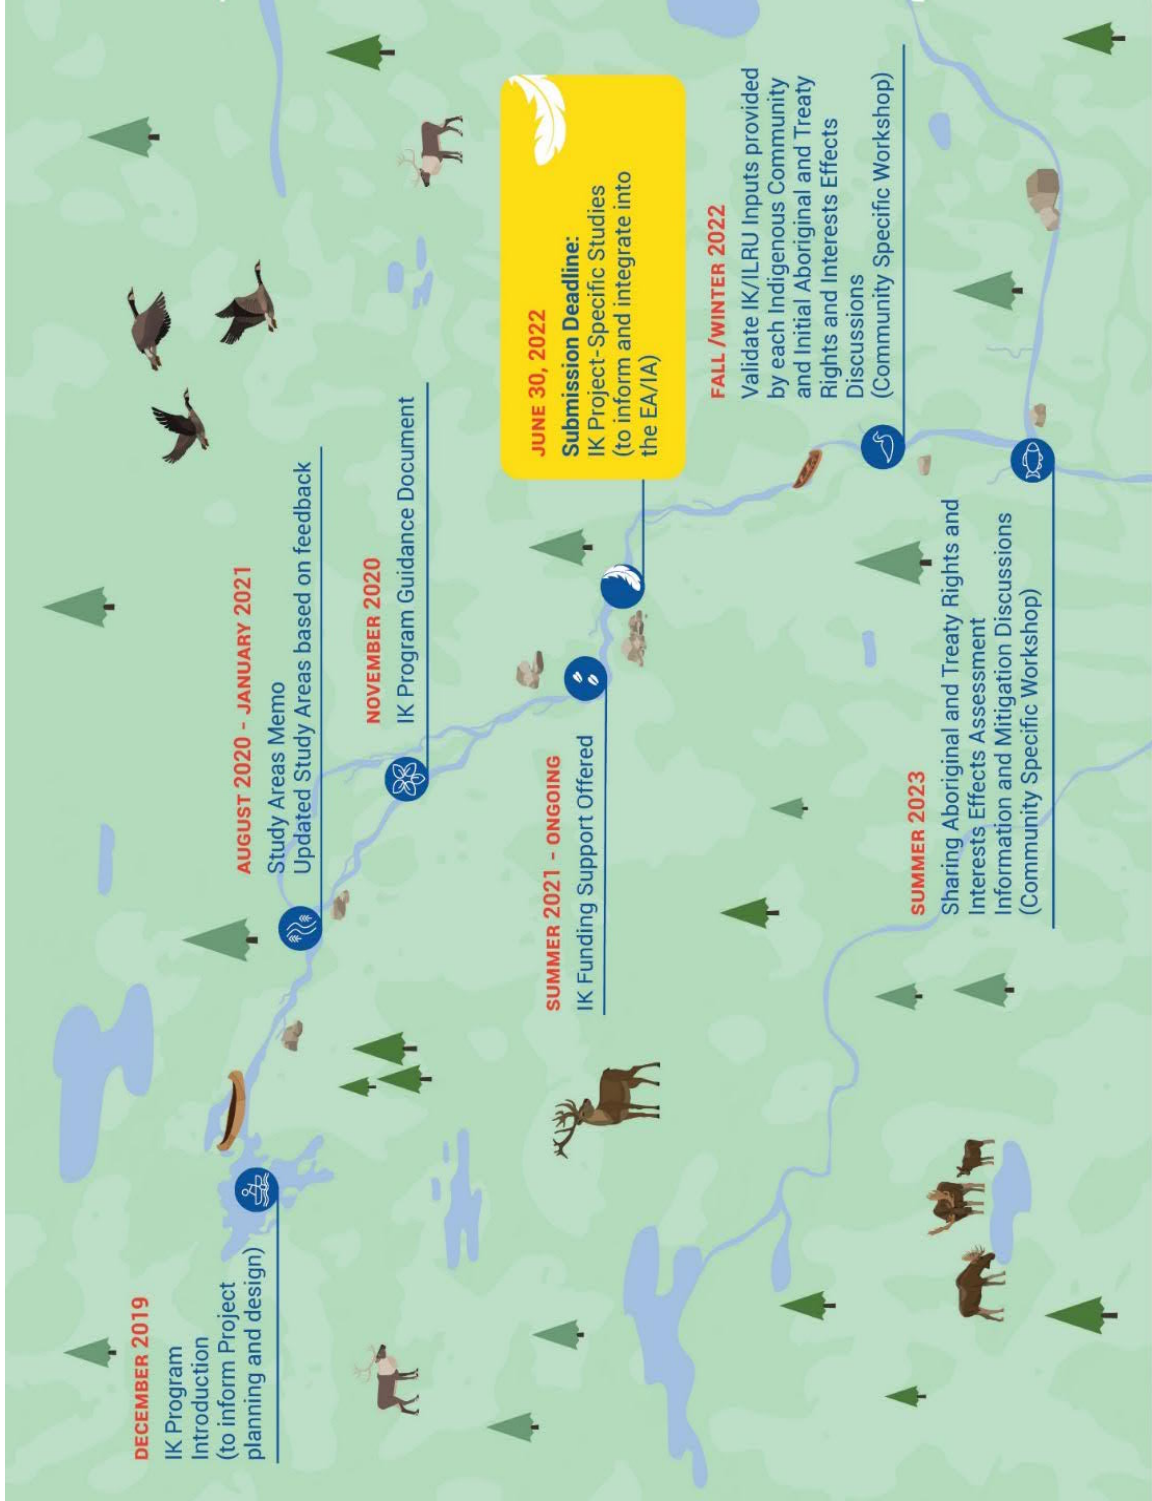 DECEMBER 2019
IK Program
Introduction
(to inform Project
planning and design)
AUGUST 2020 - JANUARY 2021
Study Areas Memo
Updated Study Areas based on feedback
NOVEMBER 2020
IK Program Guidance Document
SUMMER 2021 - ONGOING
IK Funding Support Offered
JUNE 30, 2022
Submission Deadline:
IK Project-Specific Studies
(to inform and integrate into
the EA/IA)
FALL /WINTER 2022
Validate IK/ILRU Inputs provided
by each Indigenous Community
and Initial Aboriginal and Treaty
Rights and Interests Effects
Discussions
(Community Specific Workshop)
SUMMER 2023
Sharing Aboriginal and Treaty Rights and
Interests Effects Assessment
Information and Mitigation Discussions
(Community Specific Workshop)